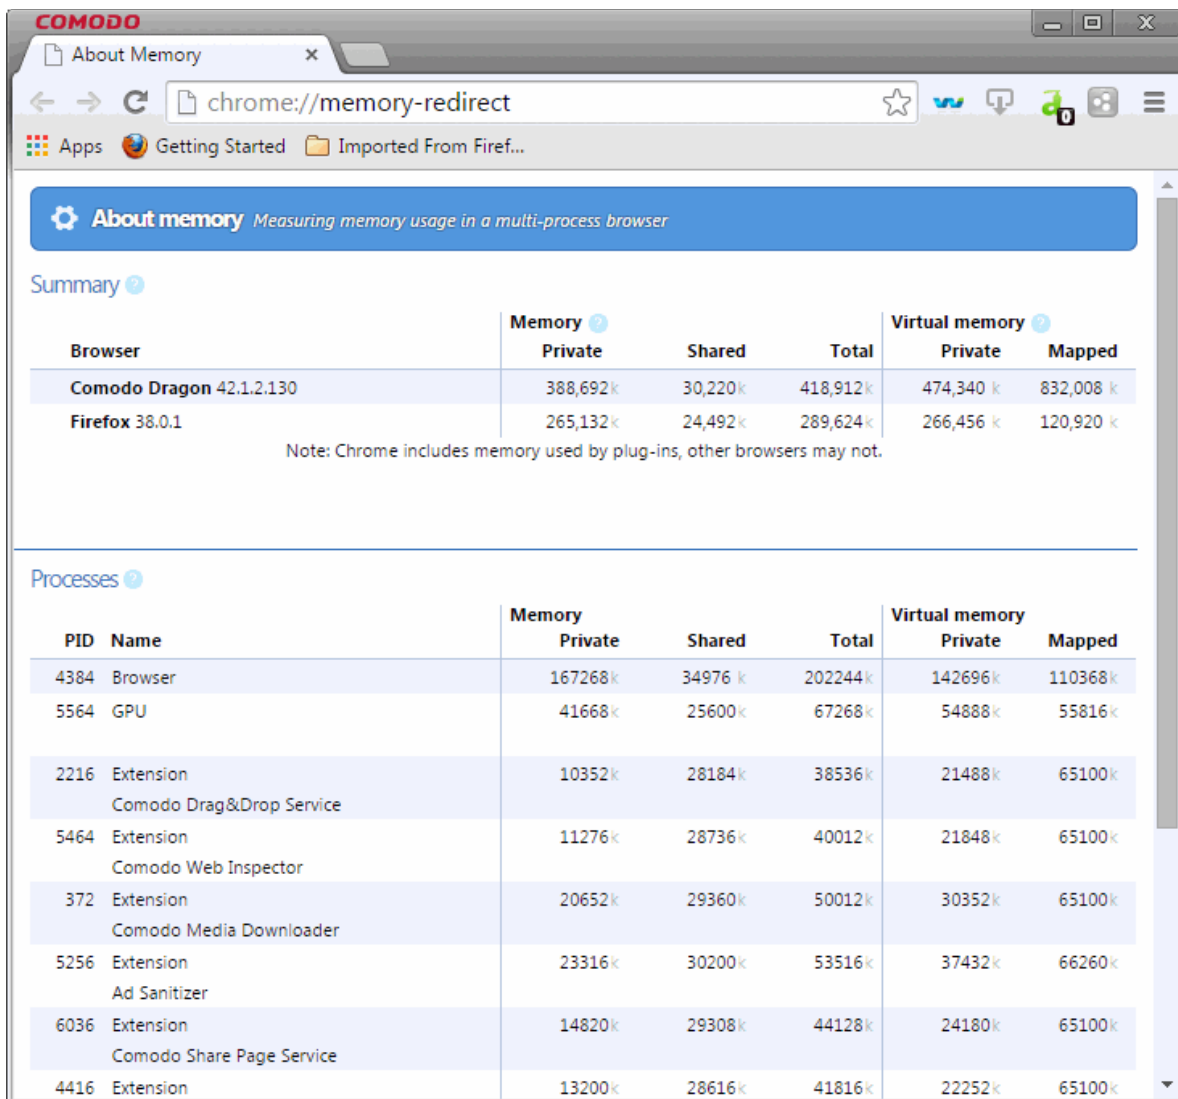 COMODO
About Memory
chrome://memory-redirect
0
Apps Getting Started Imported From Firef...
About memory Measuring memory usage in a multi-process browser
Summary ?
Memory ? Virtual memory ?
Browser Private Shared Total Private Mapped
Comodo Dragon 42.1.2.130 388,692k 30,220k 418,912k 474,340 k 832,008 k
Firefox 38.0.1 265,132k 24,492k 289,624k 266,456 k 120,920 k
Note: Chrome includes memory used by plug-ins, other browsers may not.
Processes ?
Memory Virtual memory
PID Name Private Shared Total Private Mapped
4384 Browser 167268k 34976 k 202244k 142696k 110368k
5564 GPU 41668k 25600k 67268k 54888k 55816k
2216 Extension 10352k 28184k 38536k 21488k 65100k
Comodo Drag&Drop Service
5464 Extension 11276k 28736k 40012k 21848k 65100k
Comodo Web Inspector
372 Extension 20652k 29360k 50012k 30352k 65100k
Comodo Media Downloader
5256 Extension 23316k 30200k 53516k 37432k 66260k
Ad Sanitizer
6036 Extension 14820k 29308k 44128k 24180k 65100k
Comodo Share Page Service
4416 Extension 13200k 28616k 41816k 22252k 65100k